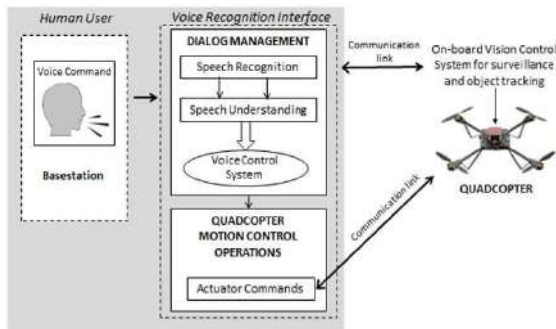 Human User
Voice Command
Basestation
Voice Recognition Interface
DIALOG MANAGEMENT
Speech Recognition
Speech Understanding
Voice Control
System
QUADCOPTER
MOTION CONTROL
OPERATIONS
Actuator Commands
Communication
link
Communication link
On-board Vision Control
System for surveillance
and object tracking
QUADCOPTER